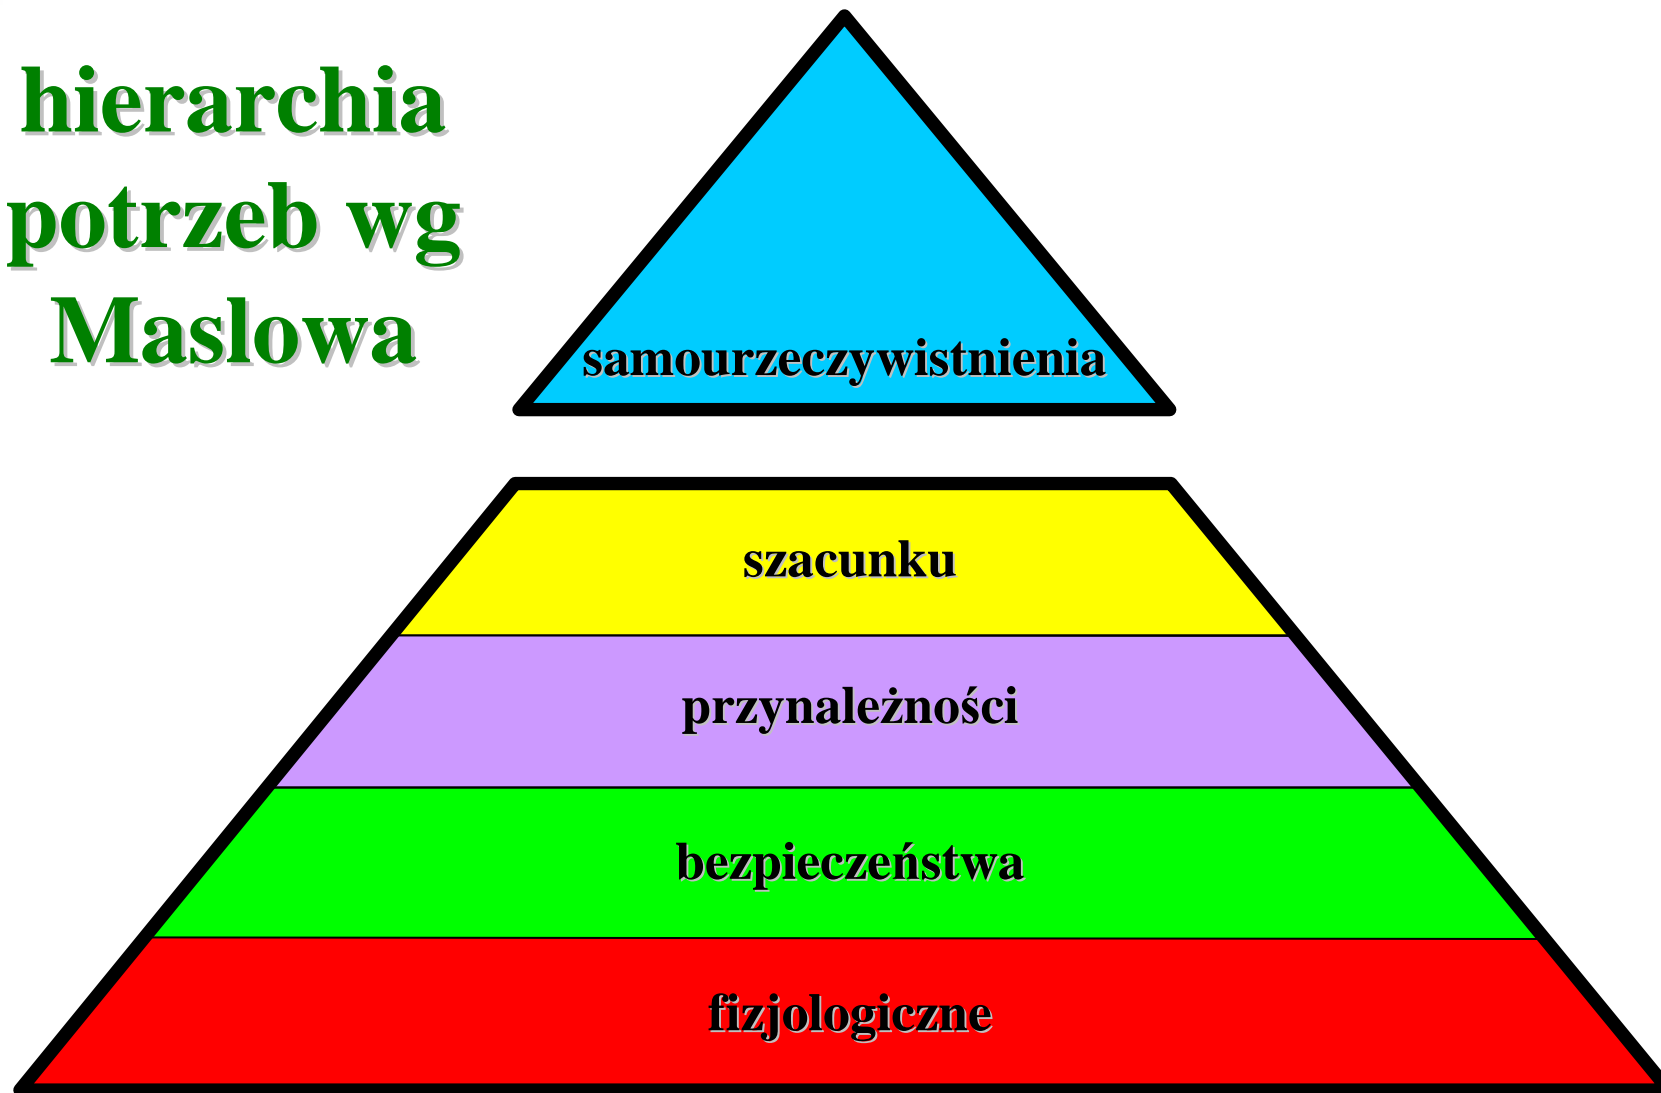 hierarchia
potrzeb wg
Maslowa
samourzeczywistnienia
szacunku
przynależności
bezpieczeństwa
fizjologiczne